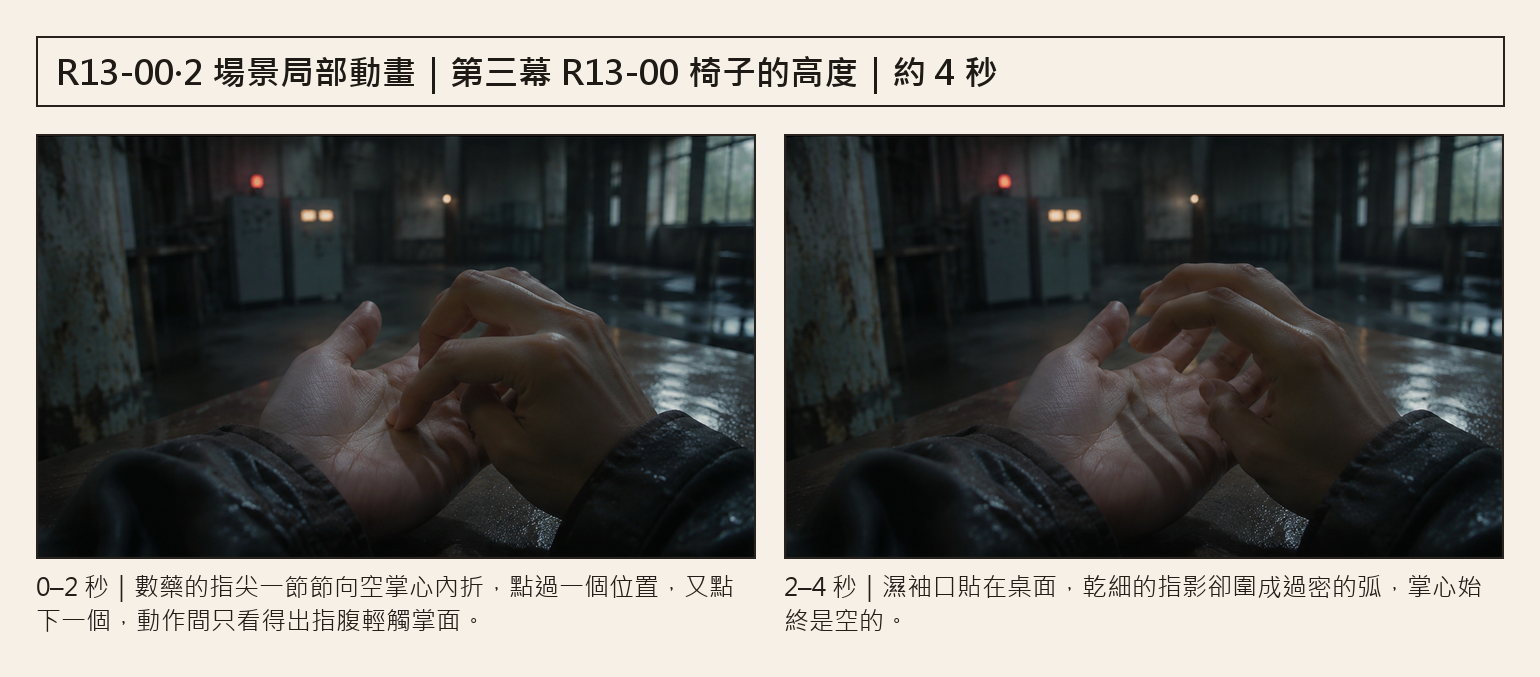 R13-00·2 場景局部動畫｜第三幕 R13-00 椅子的高度｜約 4 秒
0–2 秒｜數藥的指尖一節節向空掌心內折，點過一個位置，又點
下一個，動作間只看得出指腹輕觸掌面。
2–4 秒｜濕袖口貼在桌面，乾細的指影卻圍成過密的弧，掌心始
終是空的。